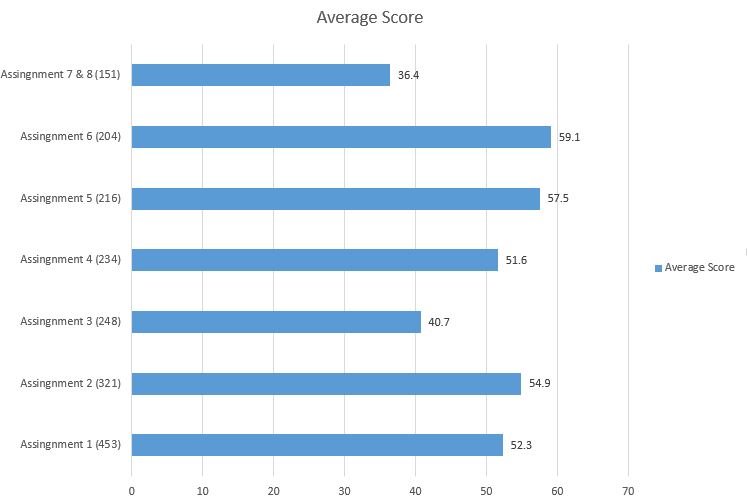 Average Score
Assingnment 7 & 8 (151)
36.4
Assingnment 6 (204)
59.1
Assingnment 5 (216)
57.5
Assingnment 4 (234)
51.6
Average Score
Assingnment 3 (248)
40.7
Assingnment 2 (321)
54.9
Assingnment 1 (453)
52.3
0 10 20 30 40 50 60 70